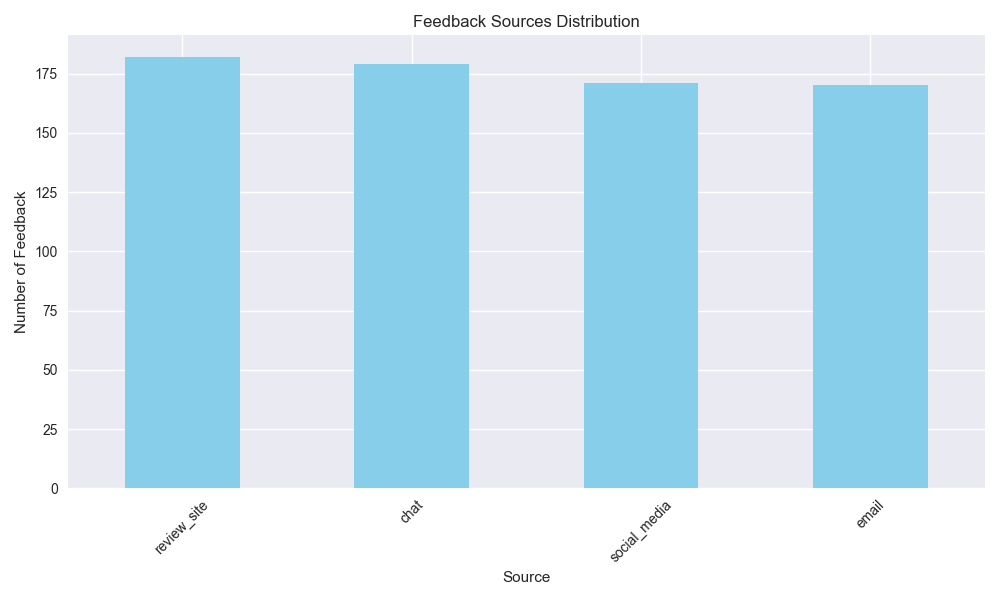 Feedback Sources Distribution
Number of Feedback
175
150
125
100
75
50
25
0
review_site
chat
social_media
email
Source